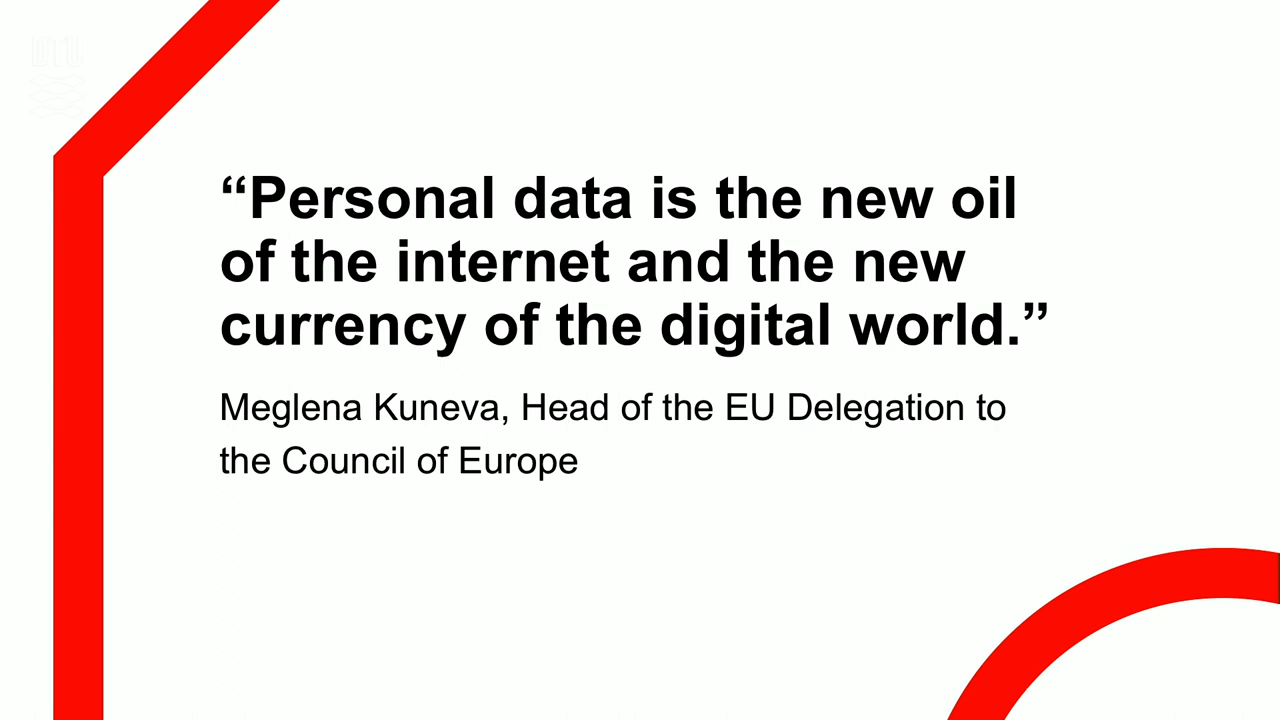 “Personal data is the new oil
of the internet and the new
currency of the digital world.”
Meglena Kuneva, Head of the EU Delegation to
the Council of Europe